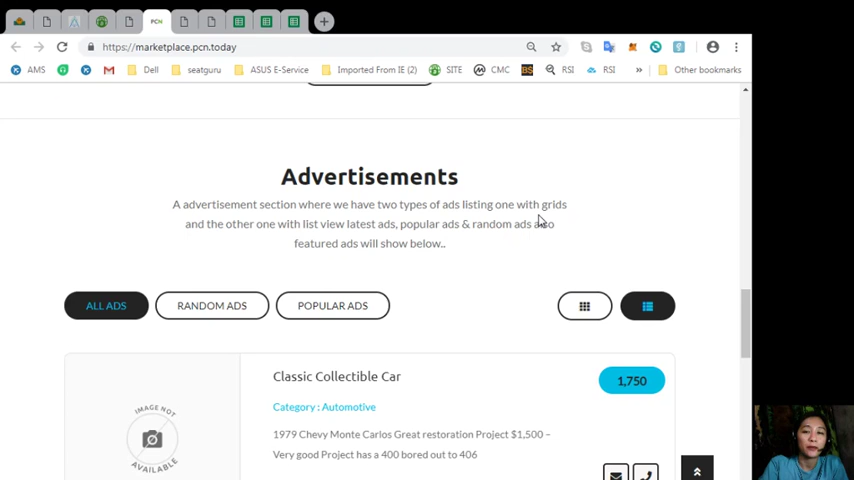 PCN
https://marketplace.pcn.today
AMS
Dell
seatguru
ASUS E-Service
Imported From IE (2)
SITE
CMC
BS
RSI
RSI
»
Other bookmarks
Advertisements
A advertisement section where we have two types of ads listing one with grids
and the other one with list view latest ads, popular ads & random ads also
featured ads will show below..
ALL ADS
RANDOM ADS
POPULAR ADS
Classic Collectible Car
1,750
Category : Automotive
IMAGE NOT
AVAILABLE
1979 Chevy Monte Carlos Great restoration Project $1,500 –
Very good Project has a 400 bored out to 406